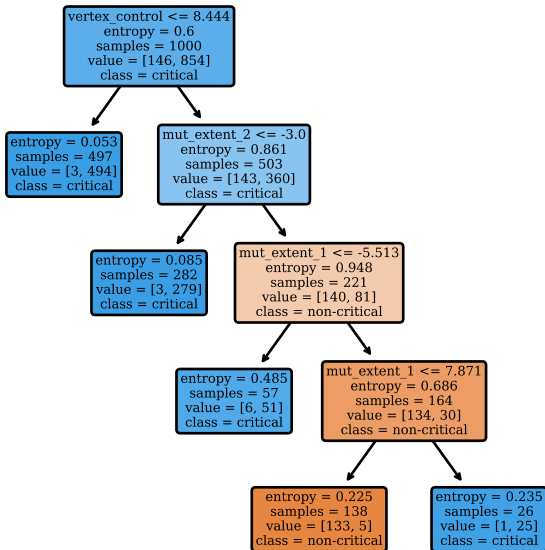 vertex_control <= 8.444
entropy = 0.6
samples = 1000
value = [146, 854]
class = critical
entropy = 0.053
samples = 497
value = [3, 494]
class = critical
mut_extent_2 <= -3.0
entropy = 0.861
samples = 503
value = [143, 360]
class = critical
entropy = 0.085
samples = 282
value = [3, 279]
class = critical
mut_extent_1 <= -5.513
entropy = 0.948
samples = 221
value = [140, 81]
class = non-critical
entropy = 0.485
samples = 57
value = [6, 51]
class = critical
mut_extent_1 <= 7.871
entropy = 0.686
samples = 164
value = [134, 30]
class = non-critical
entropy = 0.225
samples = 138
value = [133, 5]
class = non-critical
entropy = 0.235
samples = 26
value = [1, 25]
class = critical